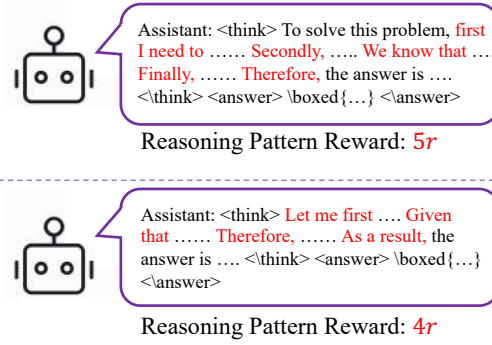 Assistant: <think> To solve this problem, first
I need to …… Secondly, ….. We know that ….
Finally, …… Therefore, the answer is ….
<\think> <answer> \boxed{…} <\answer>
Reasoning Pattern Reward: 5r
Assistant: <think> Let me first …. Given
that …… Therefore, …… As a result, the
answer is …. <\think> <answer> \boxed{…}
<\answer>
Reasoning Pattern Reward: 4r